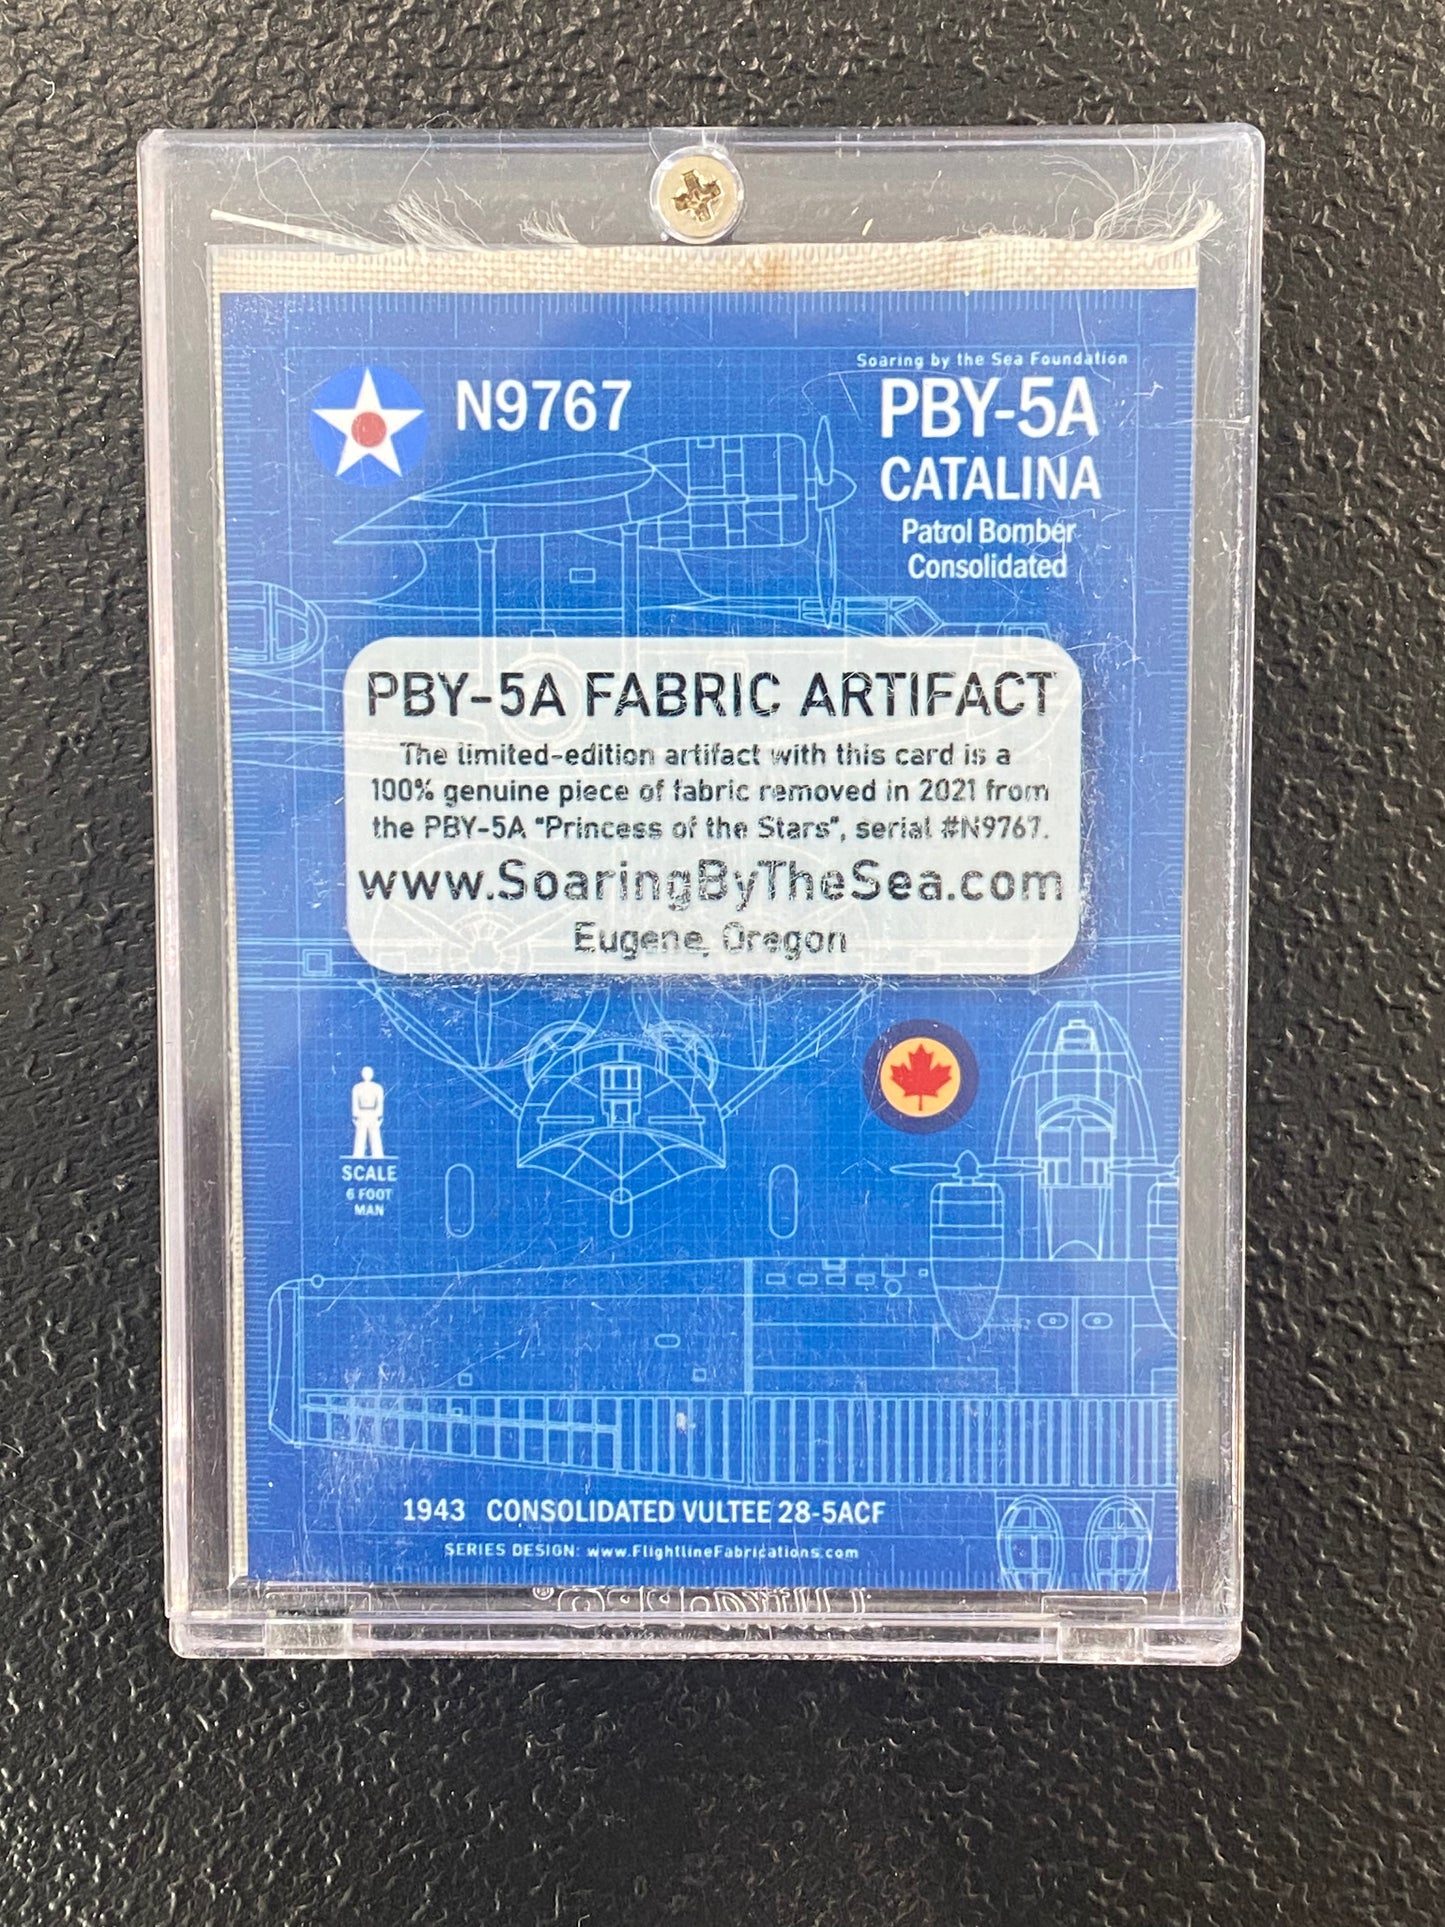 Soaring by the Sea Foundation
N9767
PBY-5A
CATALINA
Patrol Bomber
Consolidated
PBY-5A FABRIC ARTIFACT
The limited-edition artifact with this card is a
100% genuine piece of fabric removed in 2021 from
the PBY-5A "Princess of the Stars", serial #N9767.
www.SoaringByTheSea.com
Eugene, Oregon
SCALE
6 FOOT
MAN
1943 CONSOLIDATED VULTEE 28-5ACF
SERIES DESIGN: www.FlightlineFabrications.com